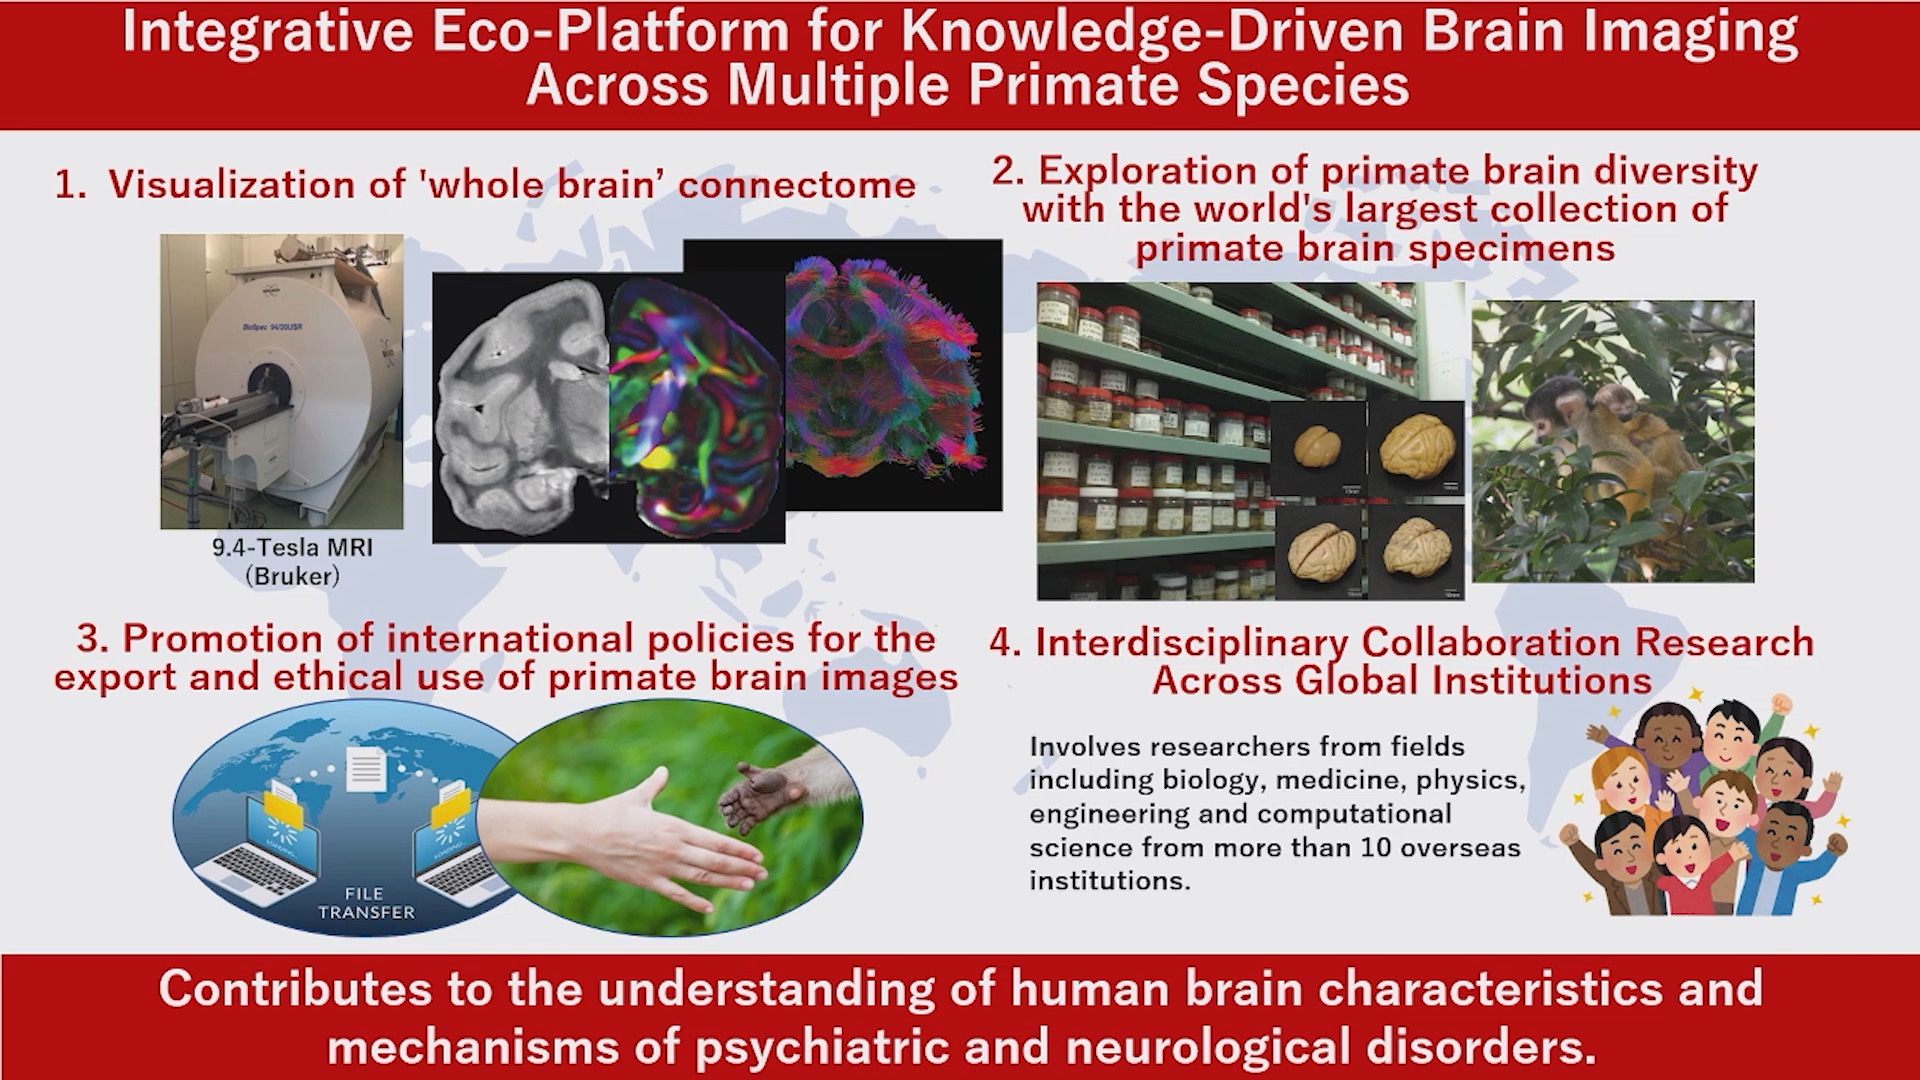 Integrative Eco-Platform for Knowledge-Driven Brain Imaging
Across Multiple Primate Species
1. Visualization of 'whole brain’ connectome
BioSpec 94/20USR
9.4-Tesla MRI
(Bruker)
2. Exploration of primate brain diversity
with the world's largest collection of
primate brain specimens
3. Promotion of international policies for the
export and ethical use of primate brain images
LOADING...
LOADING...
FILE
TRANSFER
4. Interdisciplinary Collaboration Research
Across Global Institutions
Involves researchers from fields
including biology, medicine, physics,
engineering and computational
science from more than 10 overseas
institutions.
Contributes to the understanding of human brain characteristics and
mechanisms of psychiatric and neurological disorders.